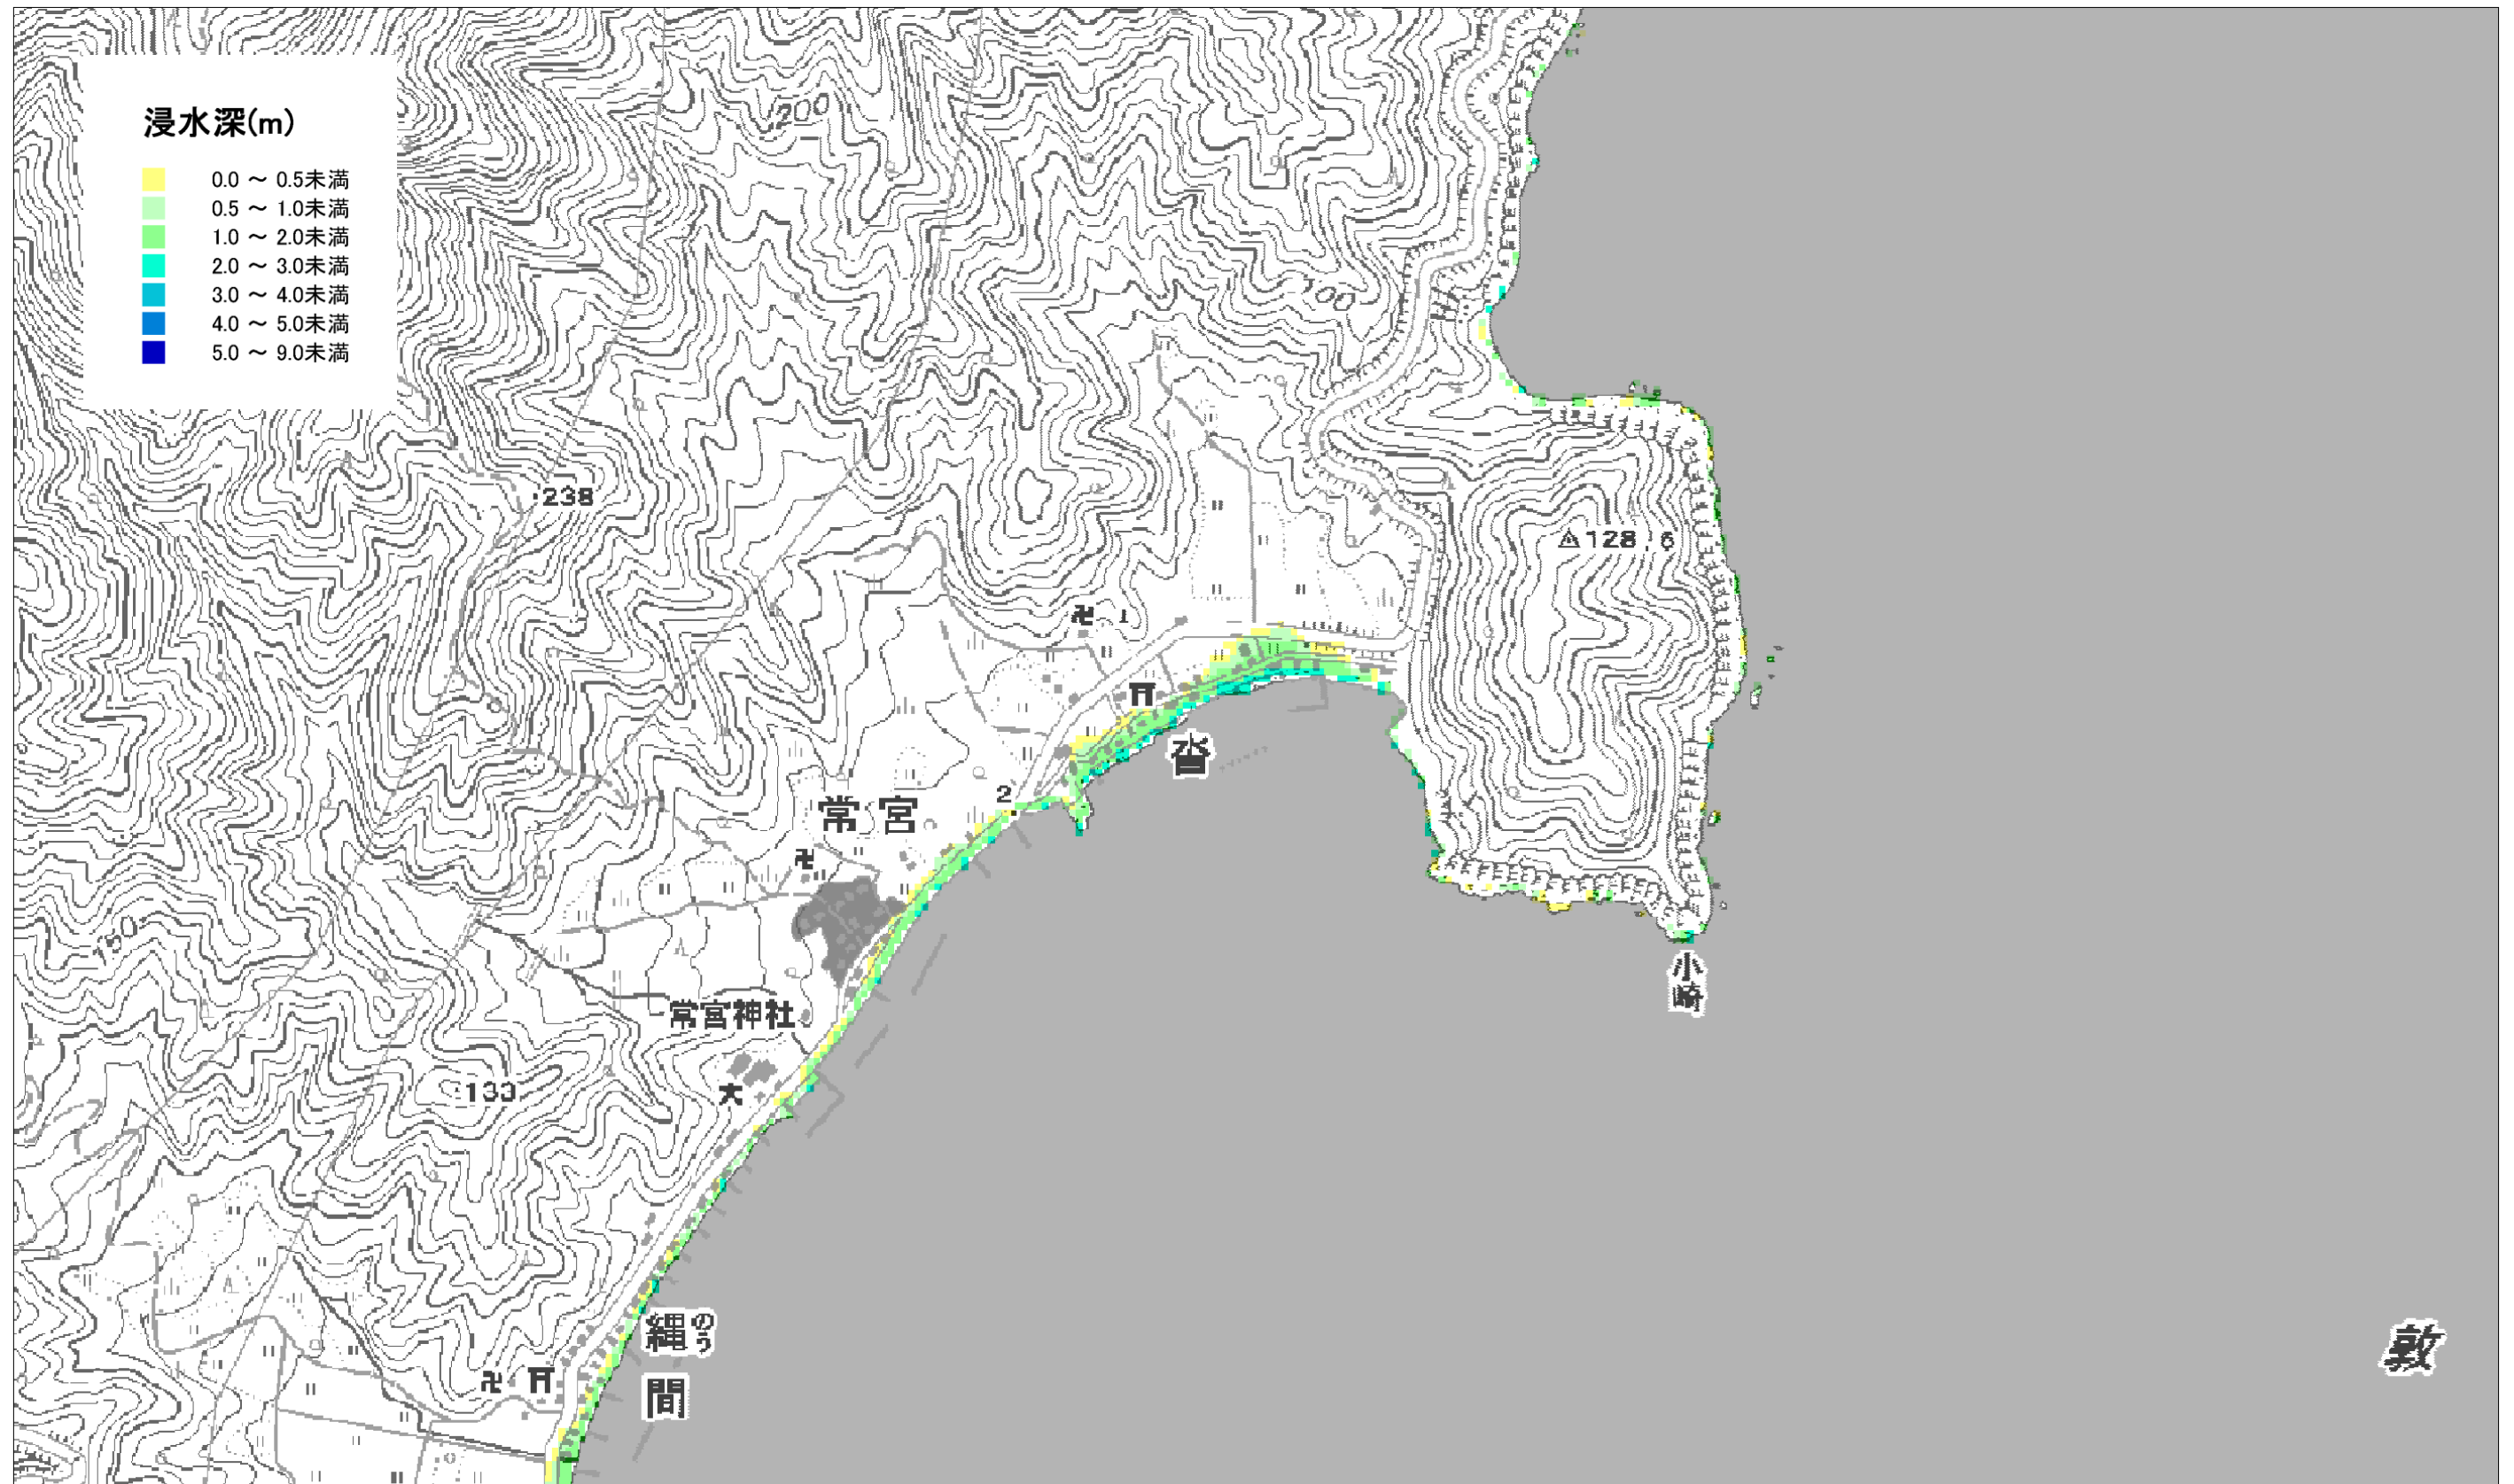 浸水深(m)
0.0 ～ 0.5未満
0.5 ～ 1.0未満
1.0 ～ 2.0未満
2.0 ～ 3.0未満
3.0 ～ 4.0未満
4.0 ～ 5.0未満
5.0 ～ 9.0未満
200
100
238
128.6
1
沓
2
常宮
小崎
100
常宮神社
133
縄間
のうま
敦